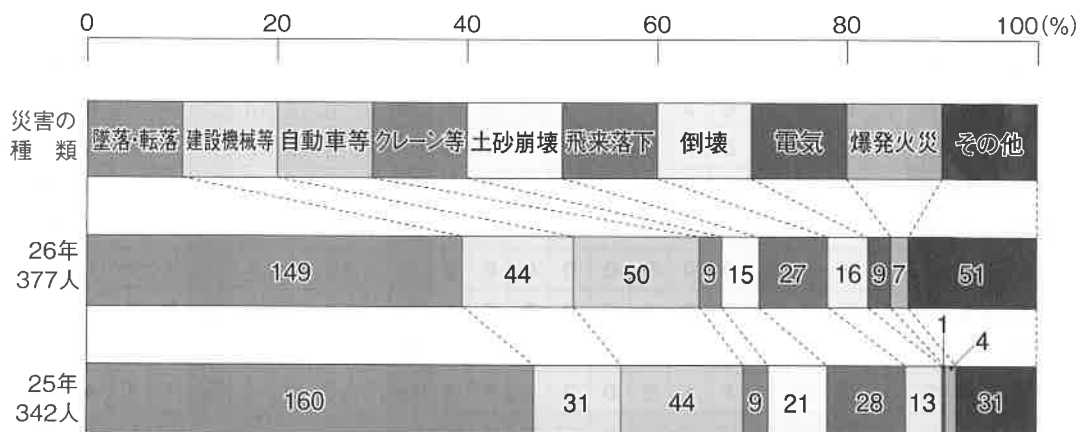 0 20 40 60 80 100(%)
災害の種類
墜落・転落 建設機械等 自動車等 クレーン等 土砂崩壊 飛来落下 倒壊 電気 爆発火災 その他
26年
377人
149 44 50 9 15 27 16 9 7 51
1
4
25年
342人
160 31 44 9 21 28 13 31